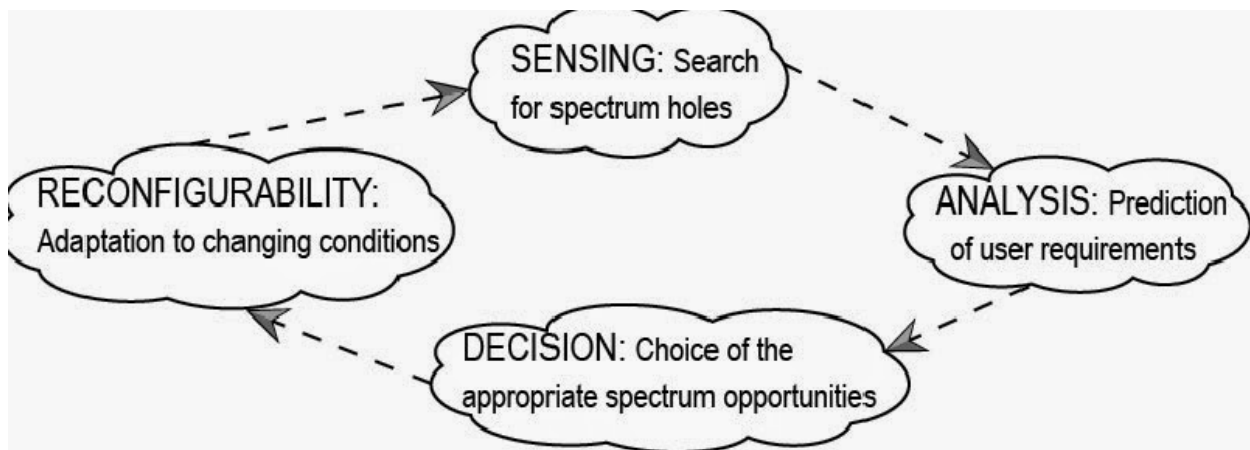 SENSING: Search
for spectrum holes
RECONFIGURABILITY:
Adaptation to changing conditions
ANALYSIS: Prediction
of user requirements
DECISION: Choice of the
appropriate spectrum opportunities